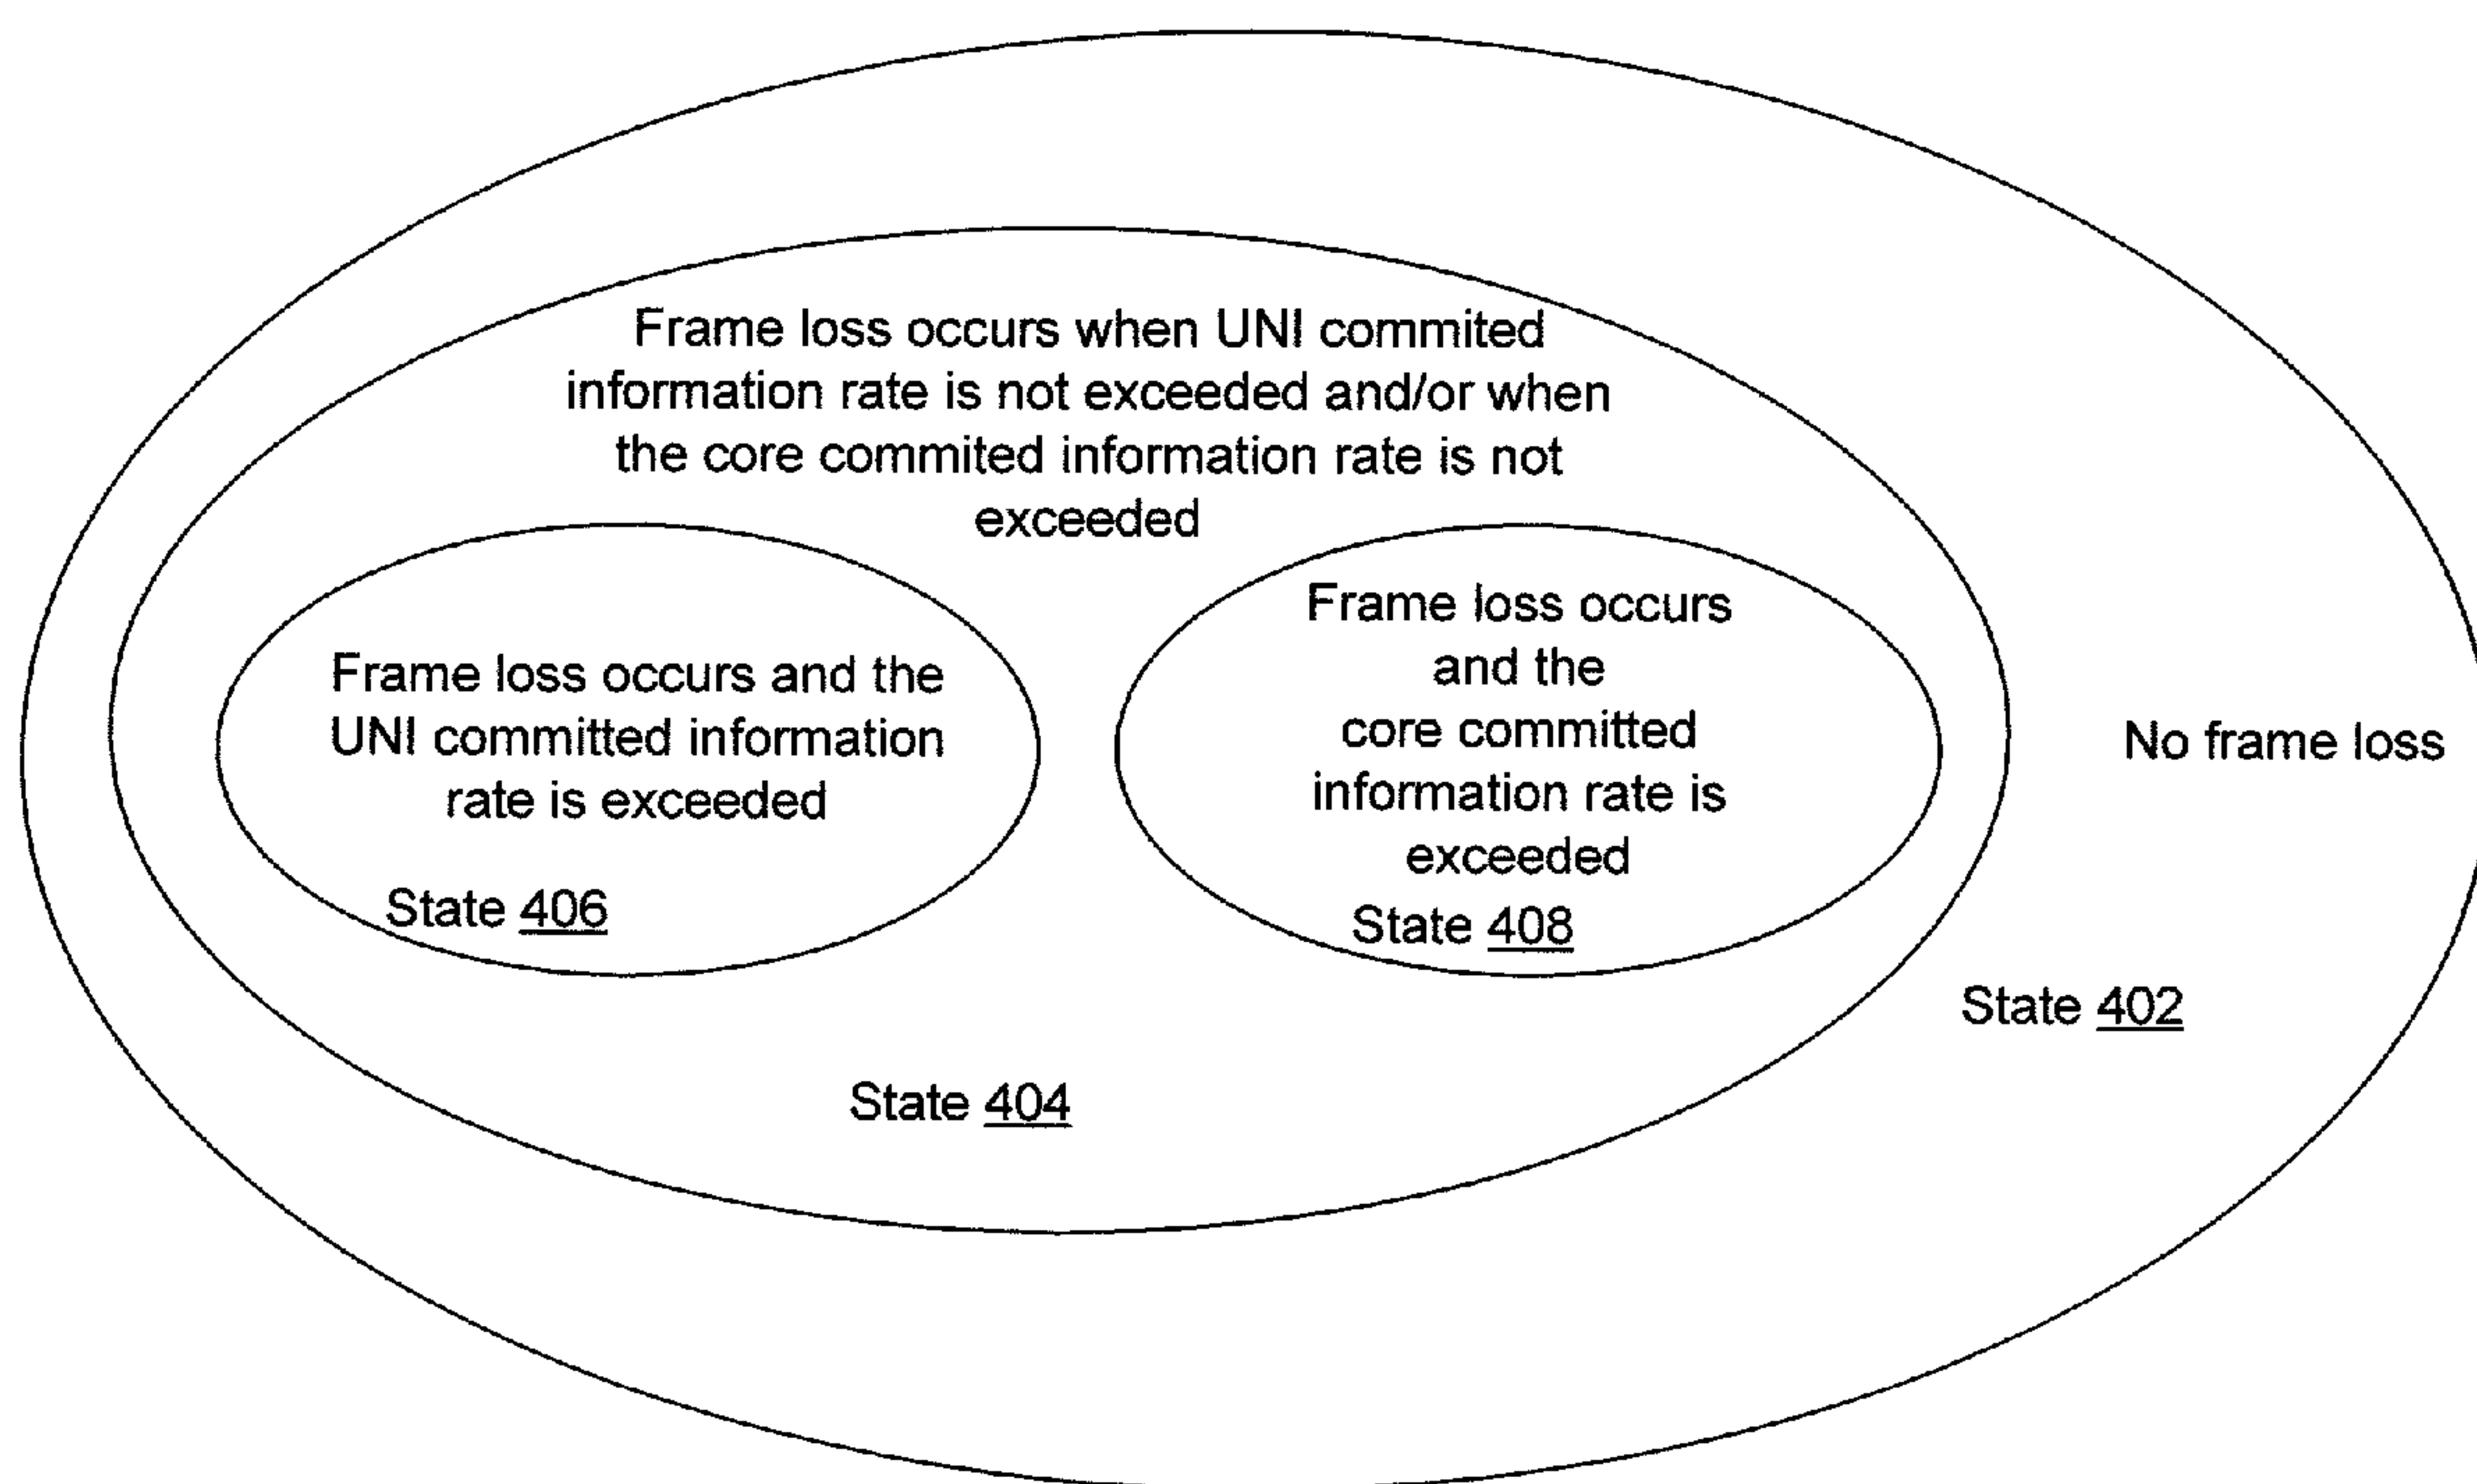 Frame loss occurs when UNI commited
information rate is not exceeded and/or when
the core commited information rate is not
exceeded
Frame loss occurs and the
UNI committed information
rate is exceeded
State 406
Frame loss occurs
and the
core committed
information rate is
exceeded
State 408
No frame loss
State 402
State 404